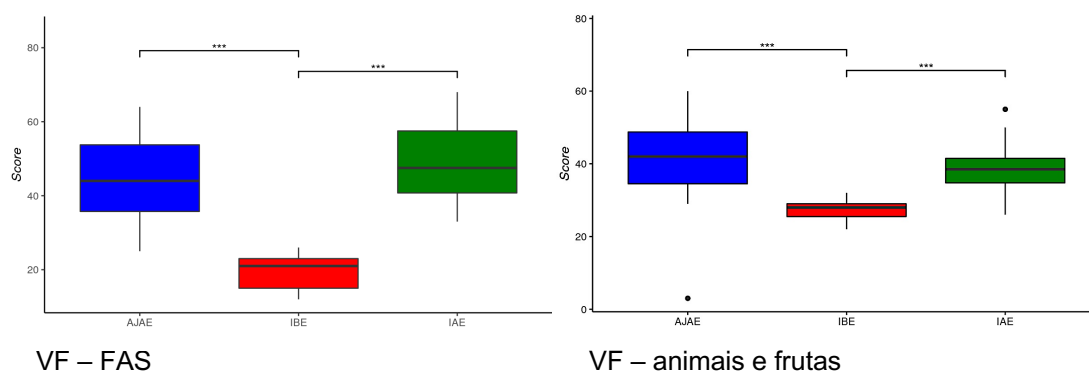 80
60
40
20
Score
***
***
AJAE
IBE
IAE
VF – FAS
80
60
40
20
0
Score
***
***
AJAE
IBE
IAE
VF – animais e frutas